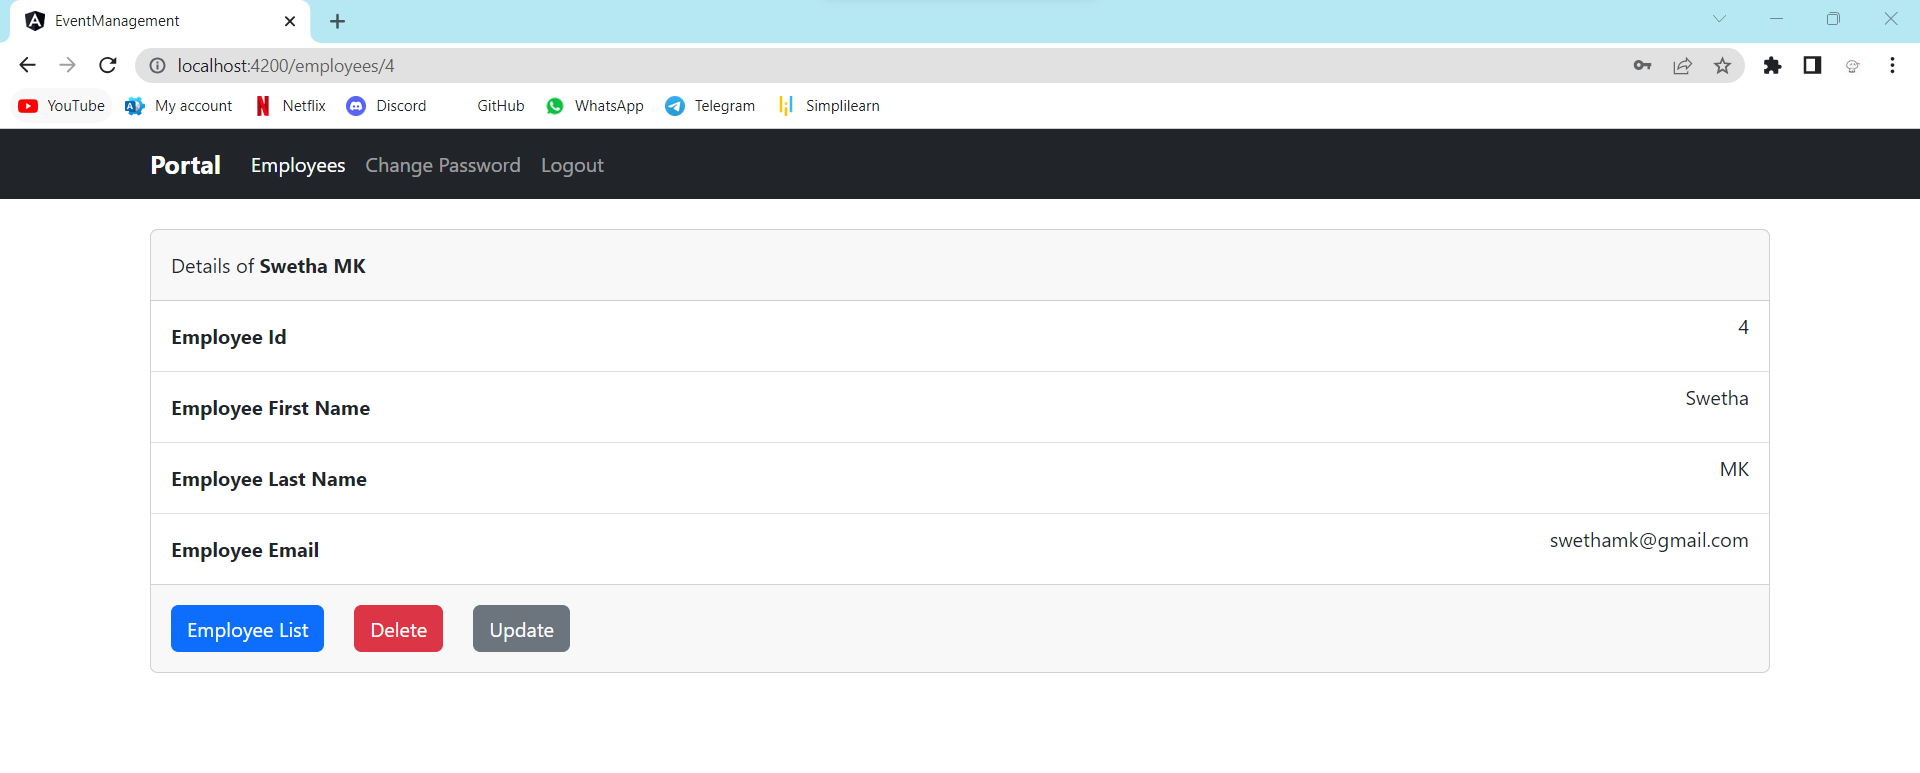 EventManagement
localhost:4200/employees/4
YouTube My account Netflix Discord GitHub WhatsApp Telegram Simplilearn
Portal Employees Change Password Logout
Details of Swetha MK
Employee Id 4
Employee First Name Swetha
Employee Last Name MK
Employee Email swethamk@gmail.com
Employee List Delete Update